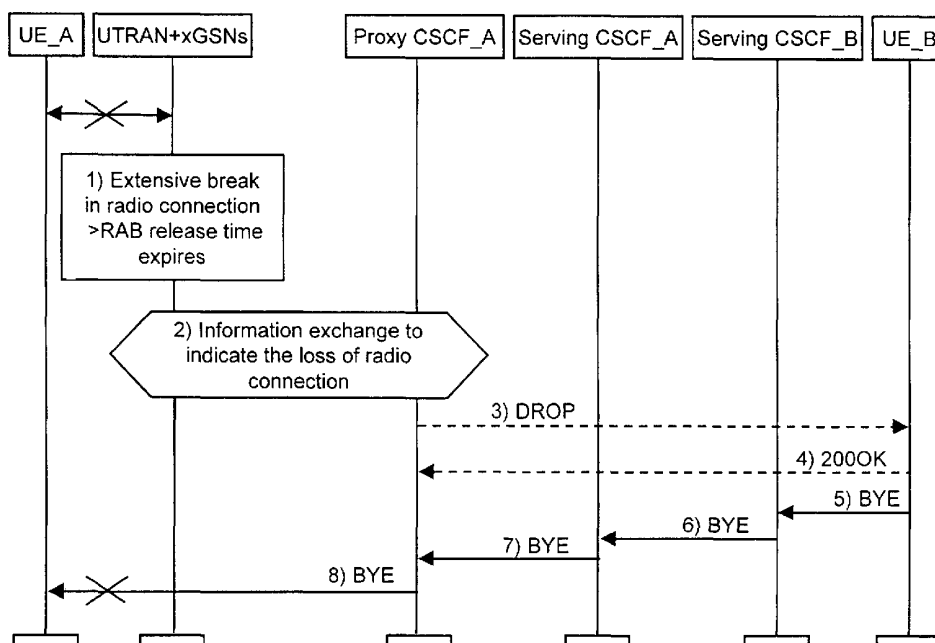 UE_A
UTRAN+xGSNs
Proxy CSCF_A
Serving CSCF_A
Serving CSCF_B
UE_B
1) Extensive break
in radio connection
>RAB release time
expires
2) Information exchange to
indicate the loss of radio
connection
3) DROP
4) 200OK
5) BYE
6) BYE
7) BYE
8) BYE